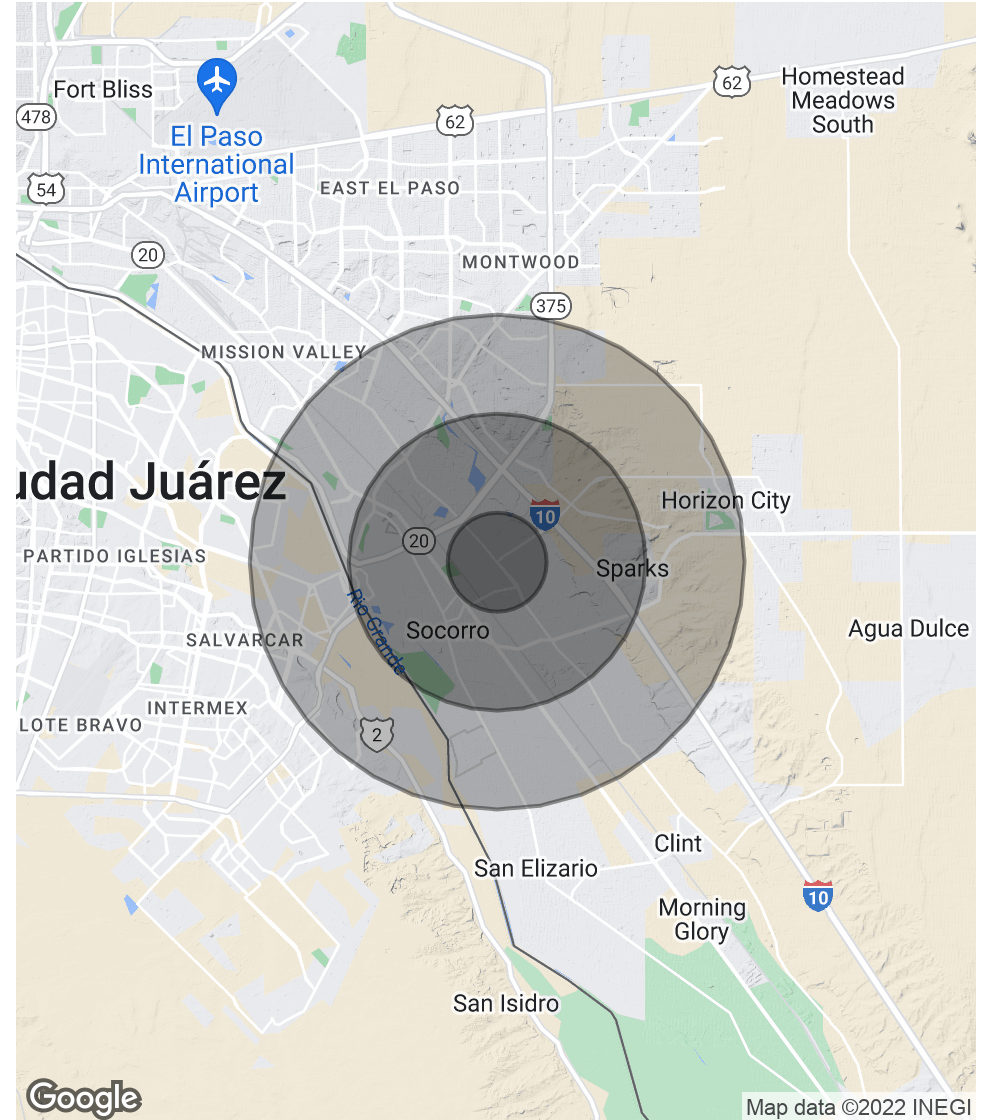 Fort Bliss
62
Homestead
Meadows
South
478
62
El Paso
International
Airport
54
EAST EL PASO
20
MONTWOOD
375
MISSION VALLEY
udad Juárez
Horizon City
10
20
PARTIDO IGLESIAS
Sparks
Rio Grande
Socorro
Agua Dulce
SALVARCAR
INTERMEX
LOTE BRAVO
2
Clint
San Elizario
10
Morning
Glory
San Isidro
Google
Map data ©2022 INEGI